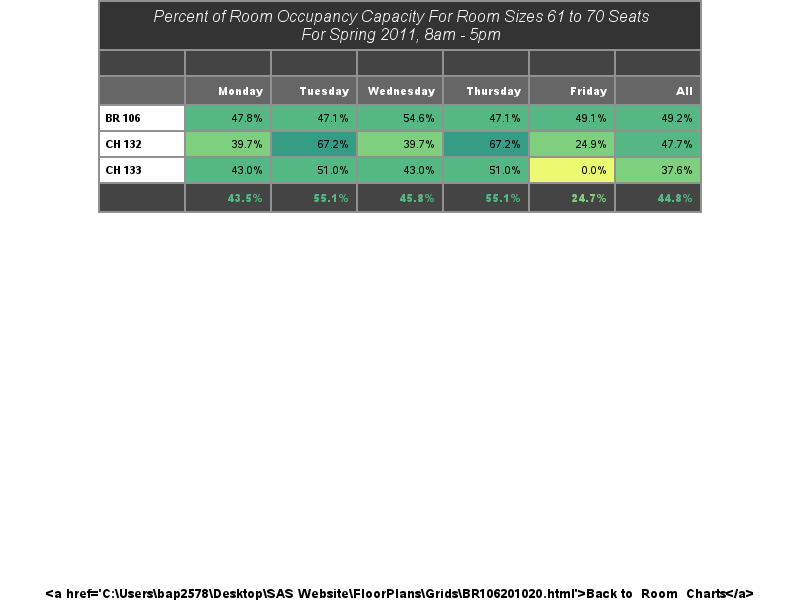 Percent of Room Occupancy Capacity For Room Sizes 61 to 70 Seats
For Spring 2011, 8am - 5pm
Monday Tuesday Wednesday Thursday Friday All
BR 106 47.8% 47.1% 54.6% 47.1% 49.1% 49.2%
CH 132 39.7% 67.2% 39.7% 67.2% 24.9% 47.7%
CH 133 43.0% 51.0% 43.0% 51.0% 0.0% 37.6%
43.5% 55.1% 45.8% 55.1% 24.7% 44.8%
<a href='C:\Users\bap2578\Desktop\SAS Website\FloorPlans\Grids\BR106201020.html'>Back to Room Charts</a>